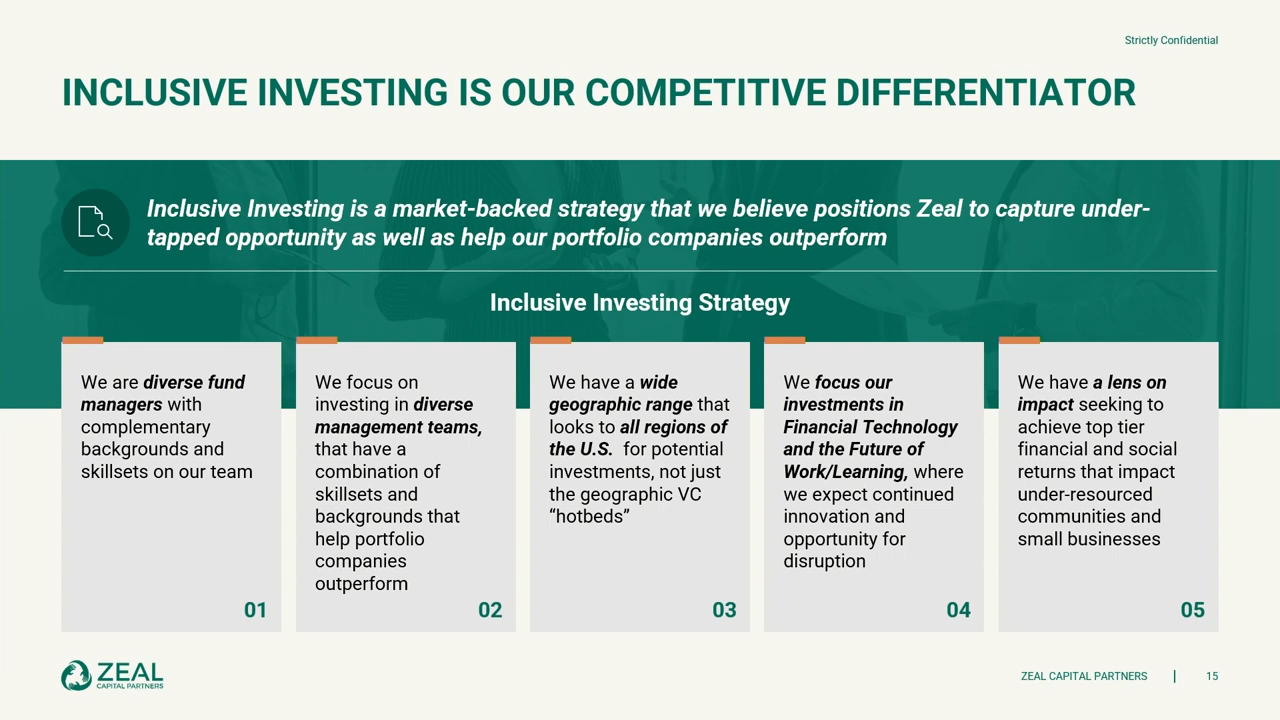 Strictly Confidential
INCLUSIVE INVESTING IS OUR COMPETITIVE DIFFERENTIATOR
Inclusive Investing is a market-backed strategy that we believe positions Zeal to capture under-
tapped opportunity as well as help our portfolio companies outperform
Inclusive Investing Strategy
We are diverse fund
managers with
complementary
backgrounds and
skillsets on our team
01
We focus on
investing in diverse
management teams,
that have a
combination of
skillsets and
backgrounds that
help portfolio
companies
outperform
02
We have a wide
geographic range that
looks to all regions of
the U.S.  for potential
investments, not just
the geographic VC
“hotbeds”
03
We focus our
investments in
Financial Technology
and the Future of
Work/Learning, where
we expect continued
innovation and
opportunity for
disruption
04
We have a lens on
impact seeking to
achieve top tier
financial and social
returns that impact
under-resourced
communities and
small businesses
05
ZEAL
CAPITAL PARTNERS
ZEAL CAPITAL PARTNERS | 15